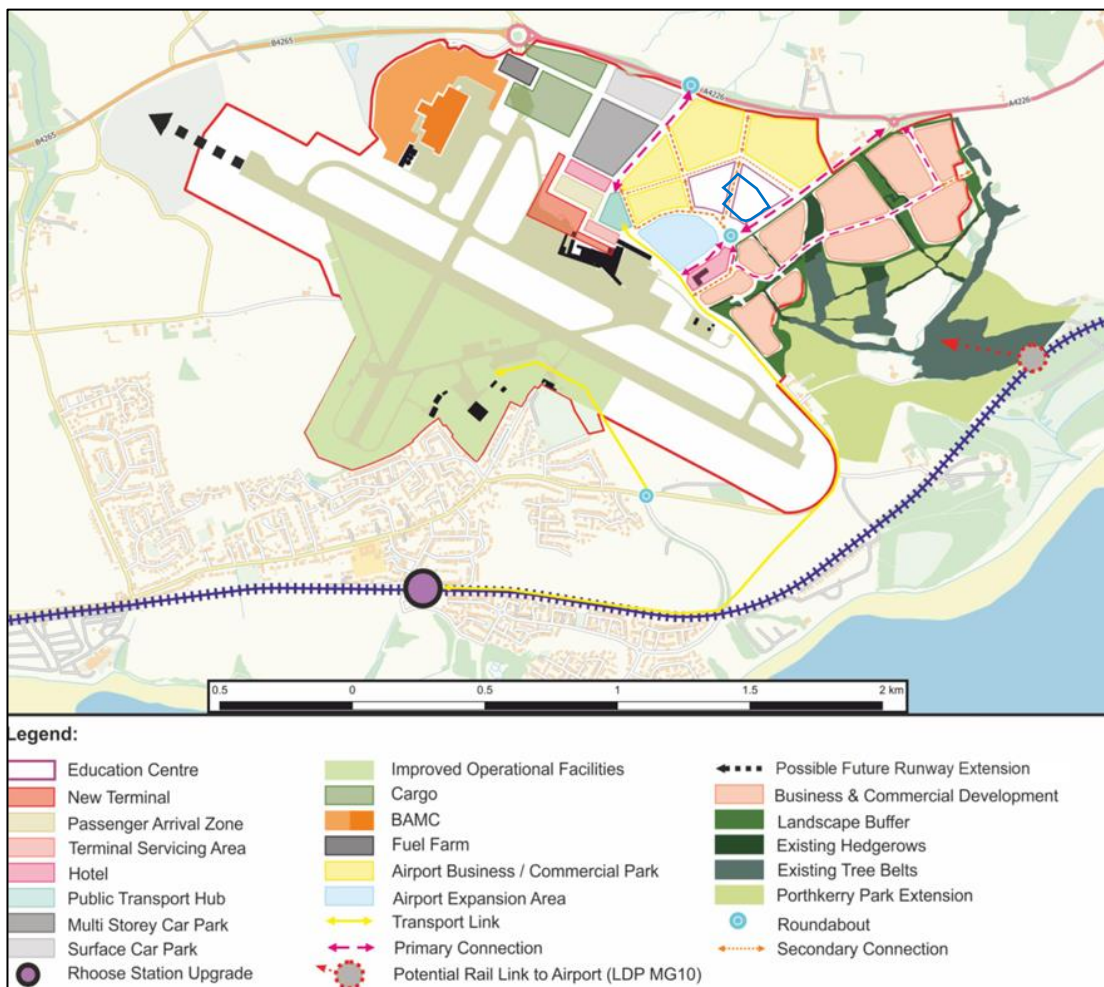 B4265
B4265
A4226
A4226
0.5 0 0.5 1 1.5 2 km
Legend:
Education Centre
New Terminal
Passenger Arrival Zone
Terminal Servicing Area
Hotel
Public Transport Hub
Multi Storey Car Park
Surface Car Park
Rhoose Station Upgrade
Improved Operational Facilities
Cargo
BAMC
Fuel Farm
Airport Business / Commercial Park
Airport Expansion Area
Transport Link
Primary Connection
Potential Rail Link to Airport (LDP MG10)
Possible Future Runway Extension
Business & Commercial Development
Landscape Buffer
Existing Hedgerows
Existing Tree Belts
Porthkerry Park Extension
Roundabout
Secondary Connection